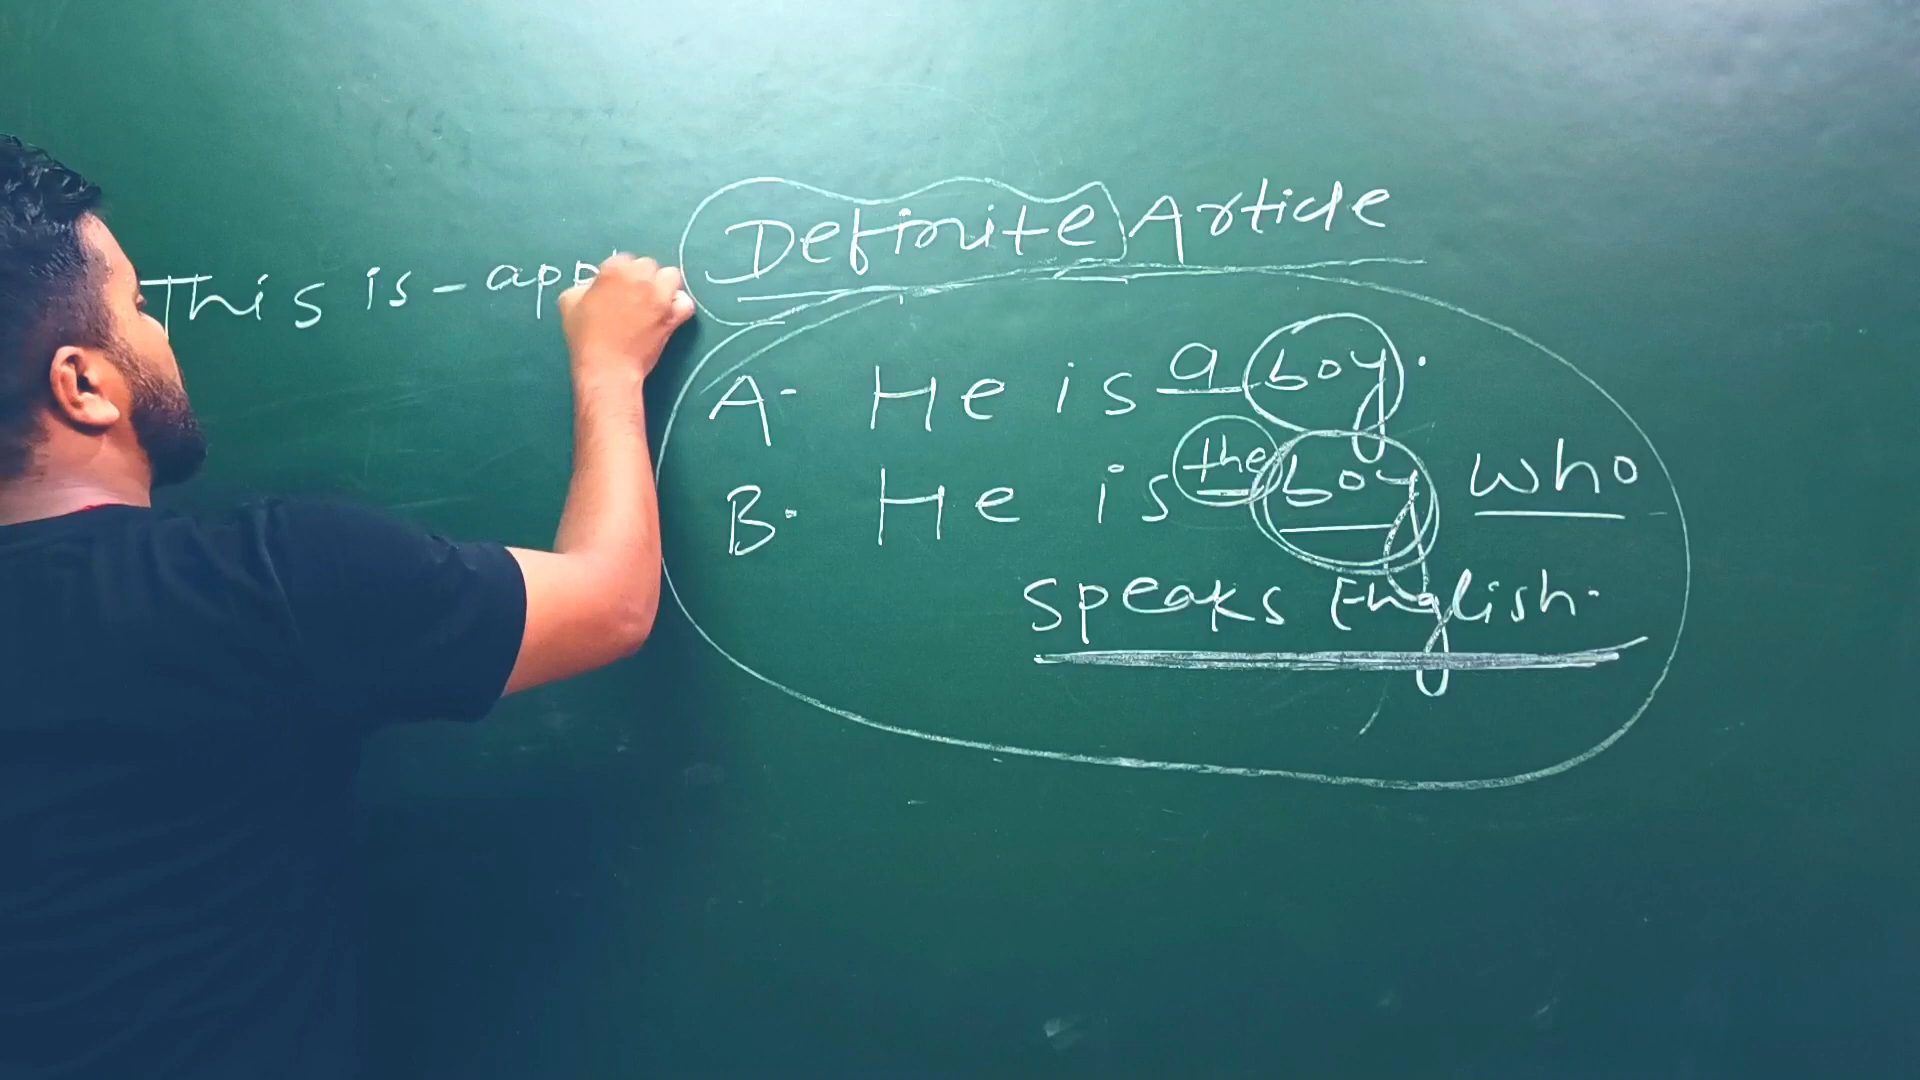 Definite Article
This is - app
A. He is a boy.
B. He is the boy who
speaks English.